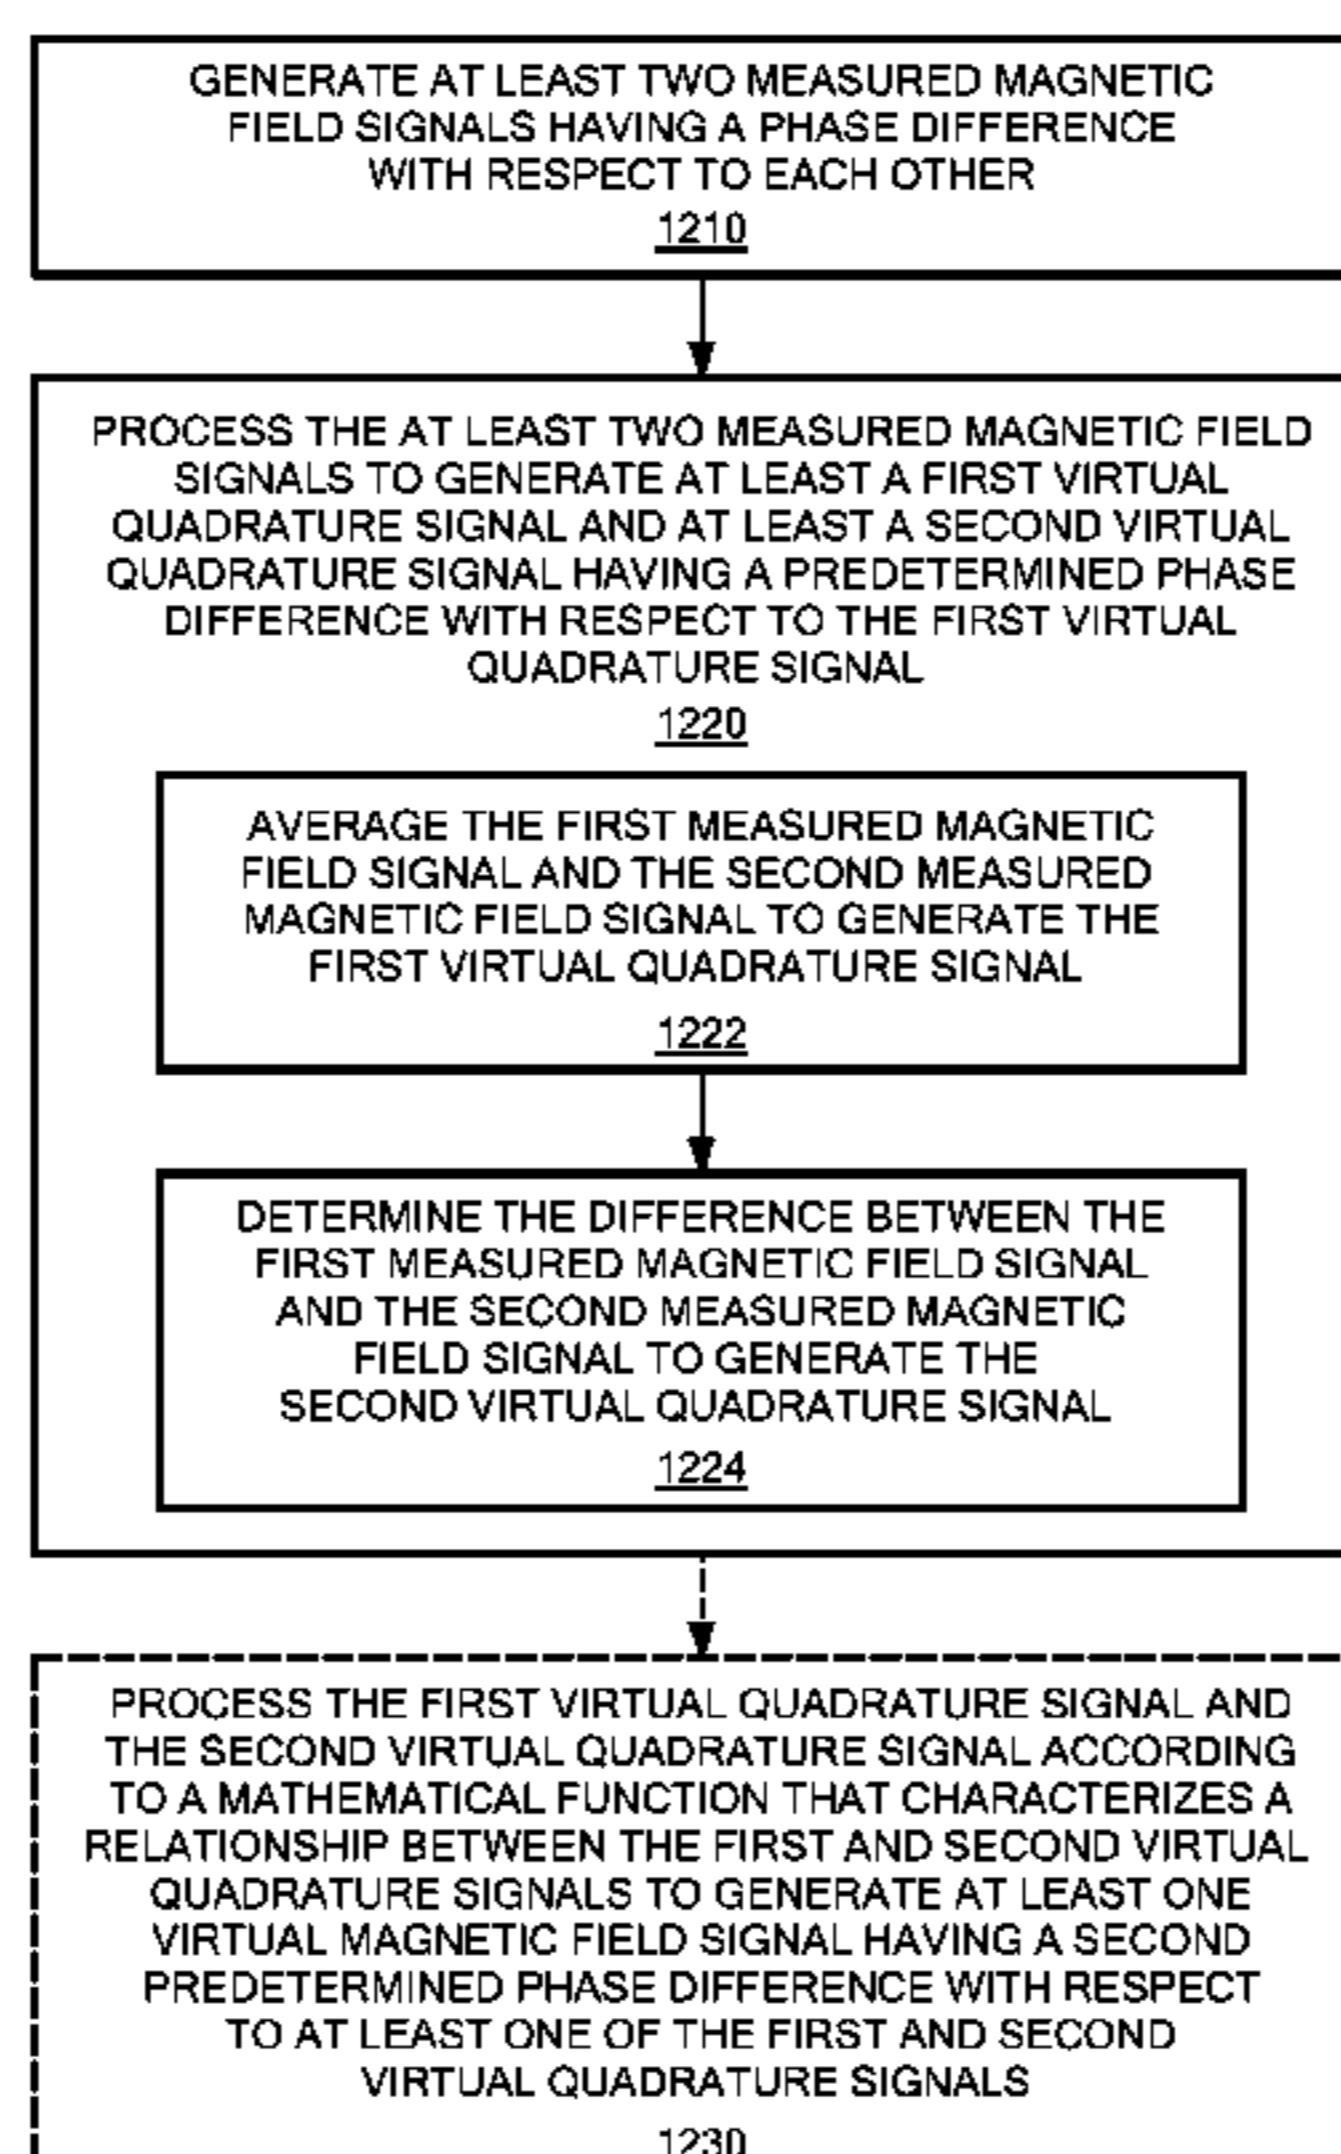 GENERATE AT LEAST TWO MEASURED MAGNETIC
FIELD SIGNALS HAVING A PHASE DIFFERENCE
WITH RESPECT TO EACH OTHER
1210
PROCESS THE AT LEAST TWO MEASURED MAGNETIC FIELD
SIGNALS TO GENERATE AT LEAST A FIRST VIRTUAL
QUADRATURE SIGNAL AND AT LEAST A SECOND VIRTUAL
QUADRATURE SIGNAL HAVING A PREDETERMINED PHASE
DIFFERENCE WITH RESPECT TO THE FIRST VIRTUAL
QUADRATURE SIGNAL
1220
AVERAGE THE FIRST MEASURED MAGNETIC
FIELD SIGNAL AND THE SECOND MEASURED
MAGNETIC FIELD SIGNAL TO GENERATE THE
FIRST VIRTUAL QUADRATURE SIGNAL
1222
DETERMINE THE DIFFERENCE BETWEEN THE
FIRST MEASURED MAGNETIC FIELD SIGNAL
AND THE SECOND MEASURED MAGNETIC
FIELD SIGNAL TO GENERATE THE
SECOND VIRTUAL QUADRATURE SIGNAL
1224
PROCESS THE FIRST VIRTUAL QUADRATURE SIGNAL AND
THE SECOND VIRTUAL QUADRATURE SIGNAL ACCORDING
TO A MATHEMATICAL FUNCTION THAT CHARACTERIZES A
RELATIONSHIP BETWEEN THE FIRST AND SECOND VIRTUAL
QUADRATURE SIGNALS TO GENERATE AT LEAST ONE
VIRTUAL MAGNETIC FIELD SIGNAL HAVING A SECOND
PREDETERMINED PHASE DIFFERENCE WITH RESPECT
TO AT LEAST ONE OF THE FIRST AND SECOND
VIRTUAL QUADRATURE SIGNALS
1230